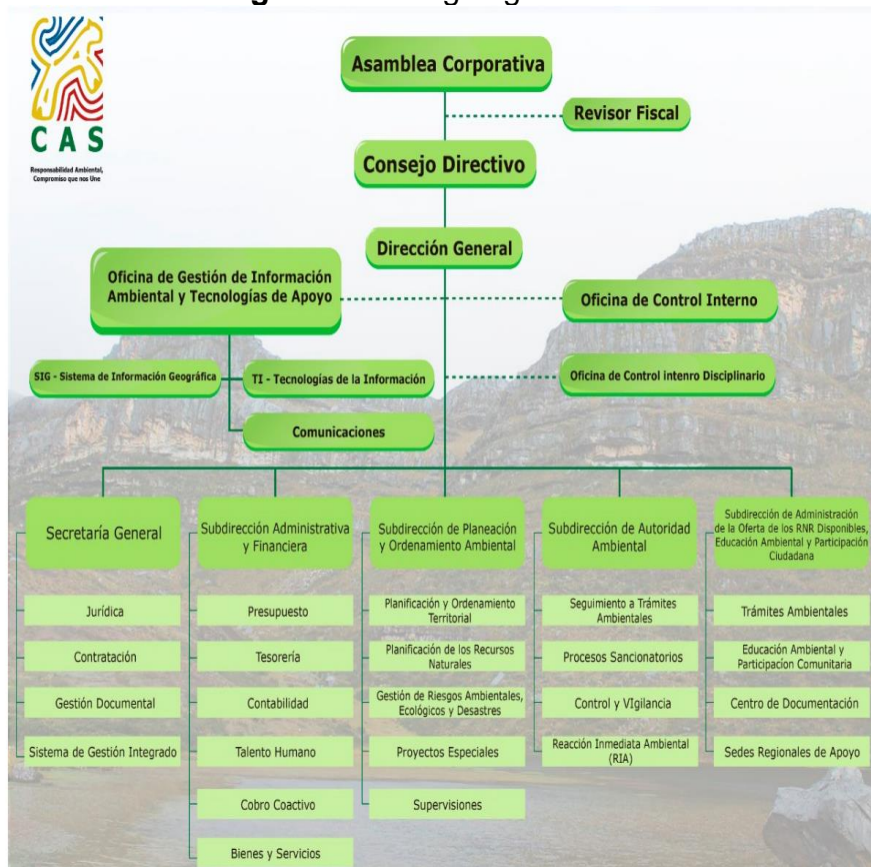 Asamblea Corporativa
CAS
Responsabilidad Ambiental,
Compromiso que nos Une
Revisor Fiscal
Consejo Directivo
Dirección General
Oficina de Gestión de Información
Ambiental y Tecnologías de Apoyo
Oficina de Control Interno
SIG - Sistema de Información Geográfica
TI - Tecnologías de la Información
Oficina de Control intenro Disciplinario
Comunicaciones
Secretaría General
Jurídica
Contratación
Gestión Documental
Sistema de Gestión Integrado
Subdirección Administrativa
y Financiera
Presupuesto
Tesorería
Contabilidad
Talento Humano
Cobro Coactivo
Bienes y Servicios
Subdirección de Planeación
y Ordenamiento Ambiental
Planificación y Ordenamiento
Territorial
Planificación de los Recursos
Naturales
Gestión de Riesgos Ambientales,
Ecológicos y Desastres
Proyectos Especiales
Supervisiones
Subdirección de Autoridad
Ambiental
Seguimiento a Trámites
Ambientales
Procesos Sancionatorios
Control y VIgilancia
Reacción Inmediata Ambiental
(RIA)
Subdirección de Administración
de la Oferta de los RNR Disponibles,
Educación Ambiental y Participación
Ciudadana
Trámites Ambientales
Educación Ambiental y
Participacíon Comunitaria
Centro de Documentación
Sedes Regionales de Apoyo